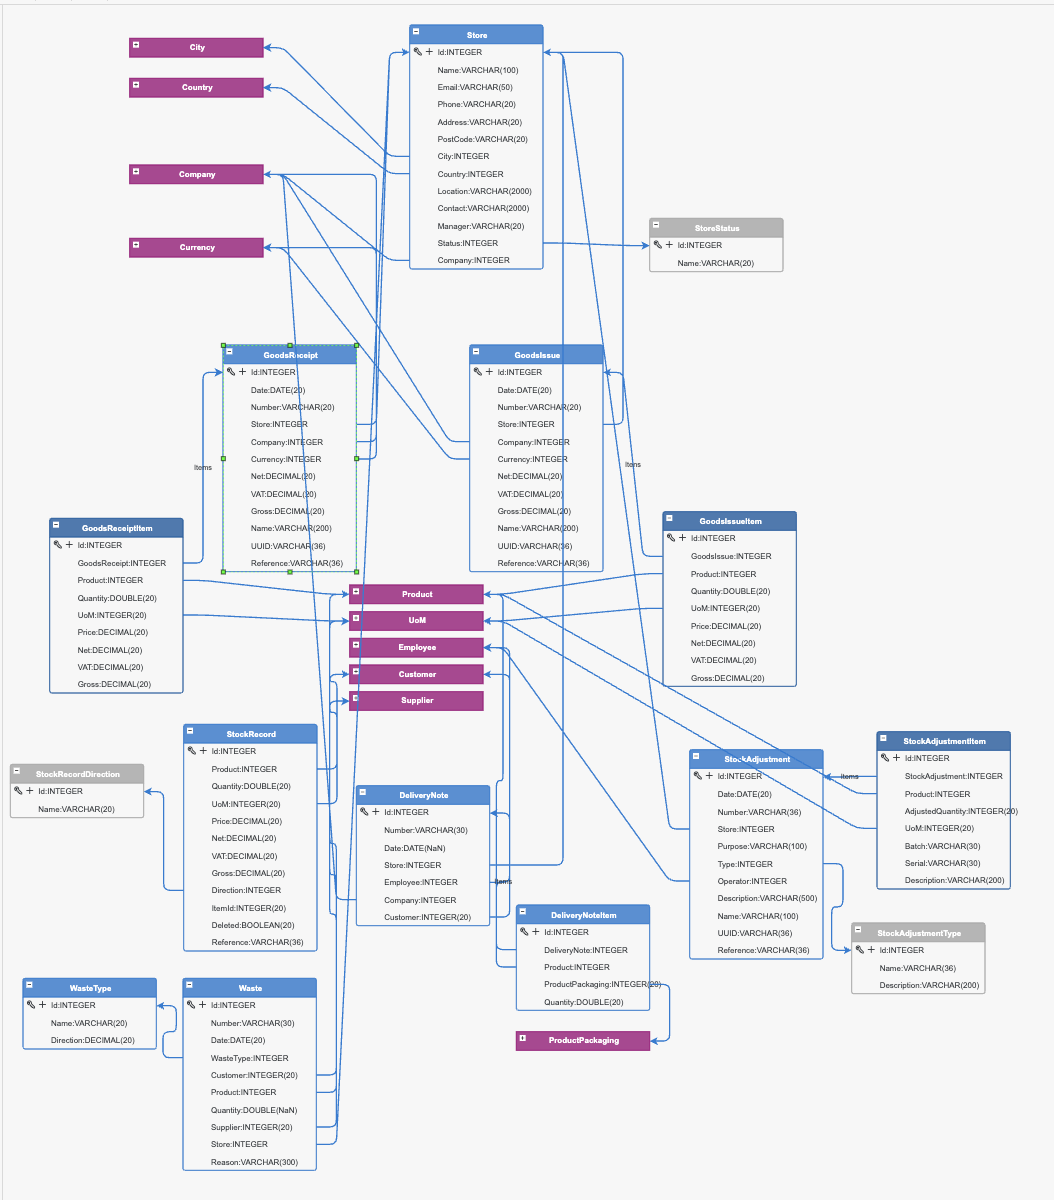 City
Country
Company
Currency
Store
Id:INTEGER
Name:VARCHAR(100)
Email:VARCHAR(50)
Phone:VARCHAR(20)
Address:VARCHAR(20)
PostCode:VARCHAR(20)
City:INTEGER
Country:INTEGER
Location:VARCHAR(2000)
Contact:VARCHAR(2000)
Manager:VARCHAR(20)
Status:INTEGER
Company:INTEGER
StoreStatus
Id:INTEGER
Name:VARCHAR(20)
GoodsReceipt
Id:INTEGER
Date:DATE(20)
Number:VARCHAR(20)
Store:INTEGER
Company:INTEGER
Currency:INTEGER
Net:DECIMAL(20)
VAT:DECIMAL(20)
Gross:DECIMAL(20)
Name:VARCHAR(200)
UUID:VARCHAR(36)
Reference:VARCHAR(36)
GoodsIssue
Id:INTEGER
Date:DATE(20)
Number:VARCHAR(20)
Store:INTEGER
Company:INTEGER
Currency:INTEGER
Net:DECIMAL(20)
VAT:DECIMAL(20)
Gross:DECIMAL(20)
Name:VARCHAR(200)
UUID:VARCHAR(36)
Reference:VARCHAR(36)
Items
Items
GoodsReceiptItem
Id:INTEGER
GoodsReceipt:INTEGER
Product:INTEGER
Quantity:DOUBLE(20)
UoM:INTEGER(20)
Price:DECIMAL(20)
Net:DECIMAL(20)
VAT:DECIMAL(20)
Gross:DECIMAL(20)
GoodsIssueItem
Id:INTEGER
GoodsIssue:INTEGER
Product:INTEGER
Quantity:DOUBLE(20)
UoM:INTEGER(20)
Price:DECIMAL(20)
Net:DECIMAL(20)
VAT:DECIMAL(20)
Gross:DECIMAL(20)
Product
UoM
Employee
Customer
Supplier
StockRecord
Id:INTEGER
Product:INTEGER
Quantity:DOUBLE(20)
UoM:INTEGER(20)
Price:DECIMAL(20)
Net:DECIMAL(20)
VAT:DECIMAL(20)
Gross:DECIMAL(20)
Direction:INTEGER
ItemId:INTEGER(20)
Deleted:BOOLEAN(20)
Reference:VARCHAR(36)
StockRecordDirection
Id:INTEGER
Name:VARCHAR(20)
DeliveryNote
Id:INTEGER
Number:VARCHAR(30)
Date:DATE(NaN)
Store:INTEGER
Employee:INTEGER
Company:INTEGER
Customer:INTEGER(20)
Items
StockAdjustment
Id:INTEGER
Date:DATE(20)
Number:VARCHAR(36)
Store:INTEGER
Purpose:VARCHAR(100)
Type:INTEGER
Operator:INTEGER
Description:VARCHAR(500)
Name:VARCHAR(100)
UUID:VARCHAR(36)
Reference:VARCHAR(36)
Items
StockAdjustmentItem
Id:INTEGER
StockAdjustment:INTEGER
Product:INTEGER
AdjustedQuantity:INTEGER(20)
UoM:INTEGER(20)
Batch:VARCHAR(30)
Serial:VARCHAR(30)
Description:VARCHAR(200)
DeliveryNoteItem
Id:INTEGER
DeliveryNote:INTEGER
Product:INTEGER
ProductPackaging:INTEGER(20)
Quantity:DOUBLE(20)
StockAdjustmentType
Id:INTEGER
Name:VARCHAR(36)
Description:VARCHAR(200)
WasteType
Id:INTEGER
Name:VARCHAR(20)
Direction:DECIMAL(20)
Waste
Id:INTEGER
Number:VARCHAR(30)
Date:DATE(20)
WasteType:INTEGER
Customer:INTEGER(20)
Product:INTEGER
Quantity:DOUBLE(NaN)
Supplier:INTEGER(20)
Store:INTEGER
Reason:VARCHAR(300)
ProductPackaging